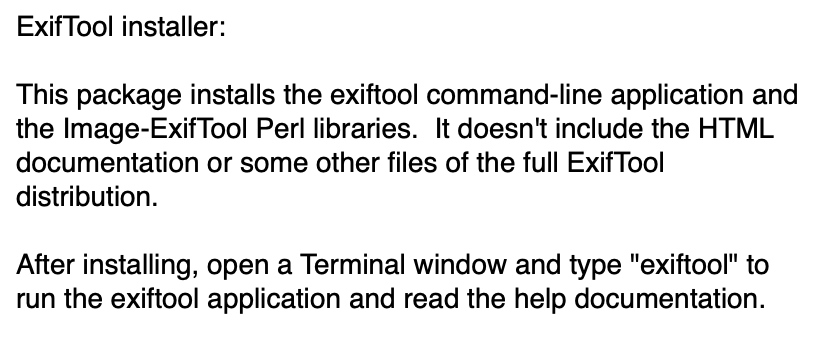 ExifTool installer:
This package installs the exiftool command-line application and
the Image-ExifTool Perl libraries.  It doesn't include the HTML
documentation or some other files of the full ExifTool
distribution.
After installing, open a Terminal window and type "exiftool" to
run the exiftool application and read the help documentation.